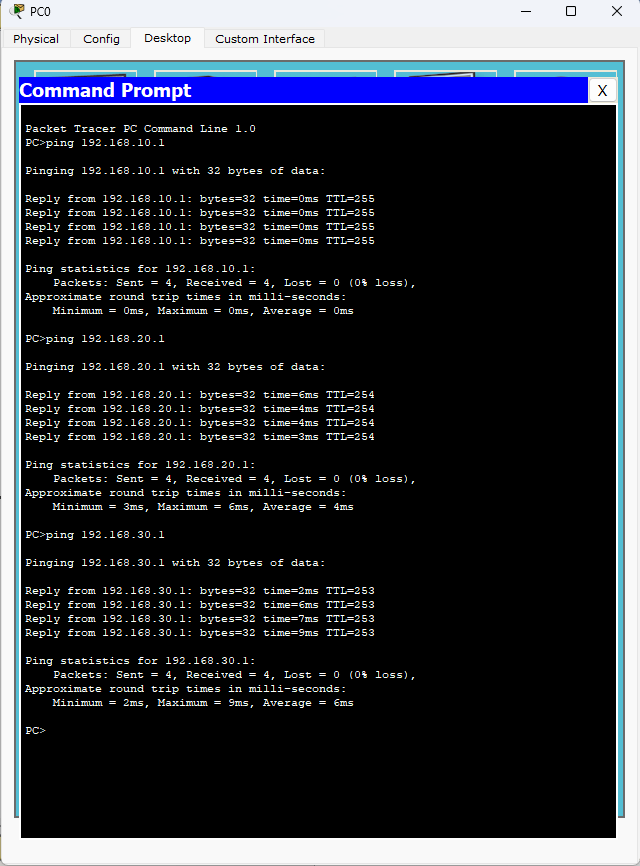 PC0
Physical Config Desktop Custom Interface
Command Prompt X
Packet Tracer PC Command Line 1.0
PC>ping 192.168.10.1
Pinging 192.168.10.1 with 32 bytes of data:
Reply from 192.168.10.1: bytes=32 time=0ms TTL=255
Reply from 192.168.10.1: bytes=32 time=0ms TTL=255
Reply from 192.168.10.1: bytes=32 time=0ms TTL=255
Reply from 192.168.10.1: bytes=32 time=0ms TTL=255
Ping statistics for 192.168.10.1:
Packets: Sent = 4, Received = 4, Lost = 0 (0% loss),
Approximate round trip times in milli-seconds:
Minimum = 0ms, Maximum = 0ms, Average = 0ms
PC>ping 192.168.20.1
Pinging 192.168.20.1 with 32 bytes of data:
Reply from 192.168.20.1: bytes=32 time=6ms TTL=254
Reply from 192.168.20.1: bytes=32 time=4ms TTL=254
Reply from 192.168.20.1: bytes=32 time=4ms TTL=254
Reply from 192.168.20.1: bytes=32 time=3ms TTL=254
Ping statistics for 192.168.20.1:
Packets: Sent = 4, Received = 4, Lost = 0 (0% loss),
Approximate round trip times in milli-seconds:
Minimum = 3ms, Maximum = 6ms, Average = 4ms
PC>ping 192.168.30.1
Pinging 192.168.30.1 with 32 bytes of data:
Reply from 192.168.30.1: bytes=32 time=2ms TTL=253
Reply from 192.168.30.1: bytes=32 time=6ms TTL=253
Reply from 192.168.30.1: bytes=32 time=7ms TTL=253
Reply from 192.168.30.1: bytes=32 time=9ms TTL=253
Ping statistics for 192.168.30.1:
Packets: Sent = 4, Received = 4, Lost = 0 (0% loss),
Approximate round trip times in milli-seconds:
Minimum = 2ms, Maximum = 9ms, Average = 6ms
PC>